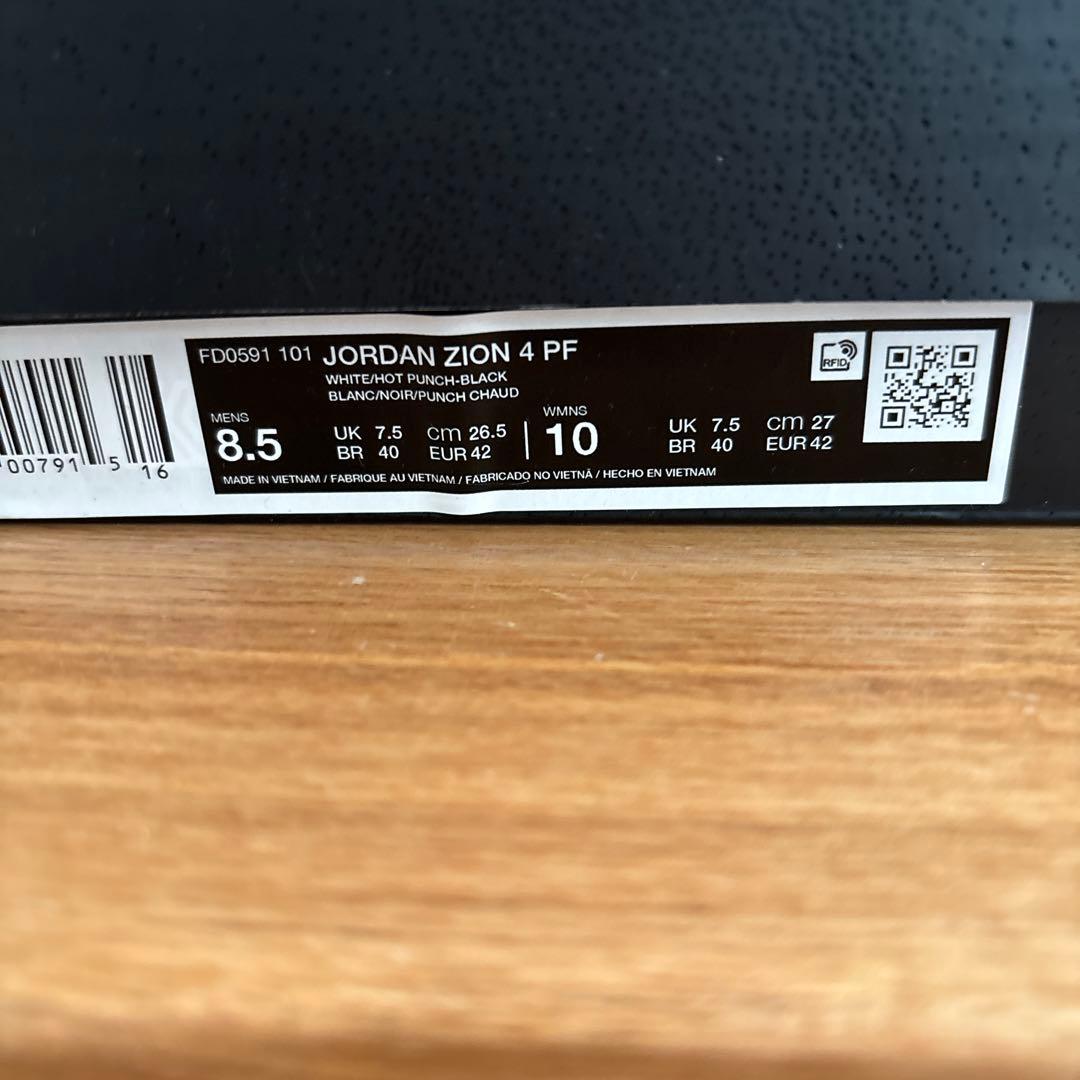 FD0591 101 JORDAN ZION 4 PF
WHITE/HOT PUNCH-BLACK
BLANC/NOIR/PUNCH CHAUD
MENS
8.5
UK 7.5 cm 26.5
BR 40 EUR 42
WMNS
10
UK 7.5 cm 27
BR 40 EUR 42
MADE IN VIETNAM / FABRIQUE AU VIETNAM / FABRICADO NO VIETNÃ / HECHO EN VIETNAM
RFID
00791 5 16